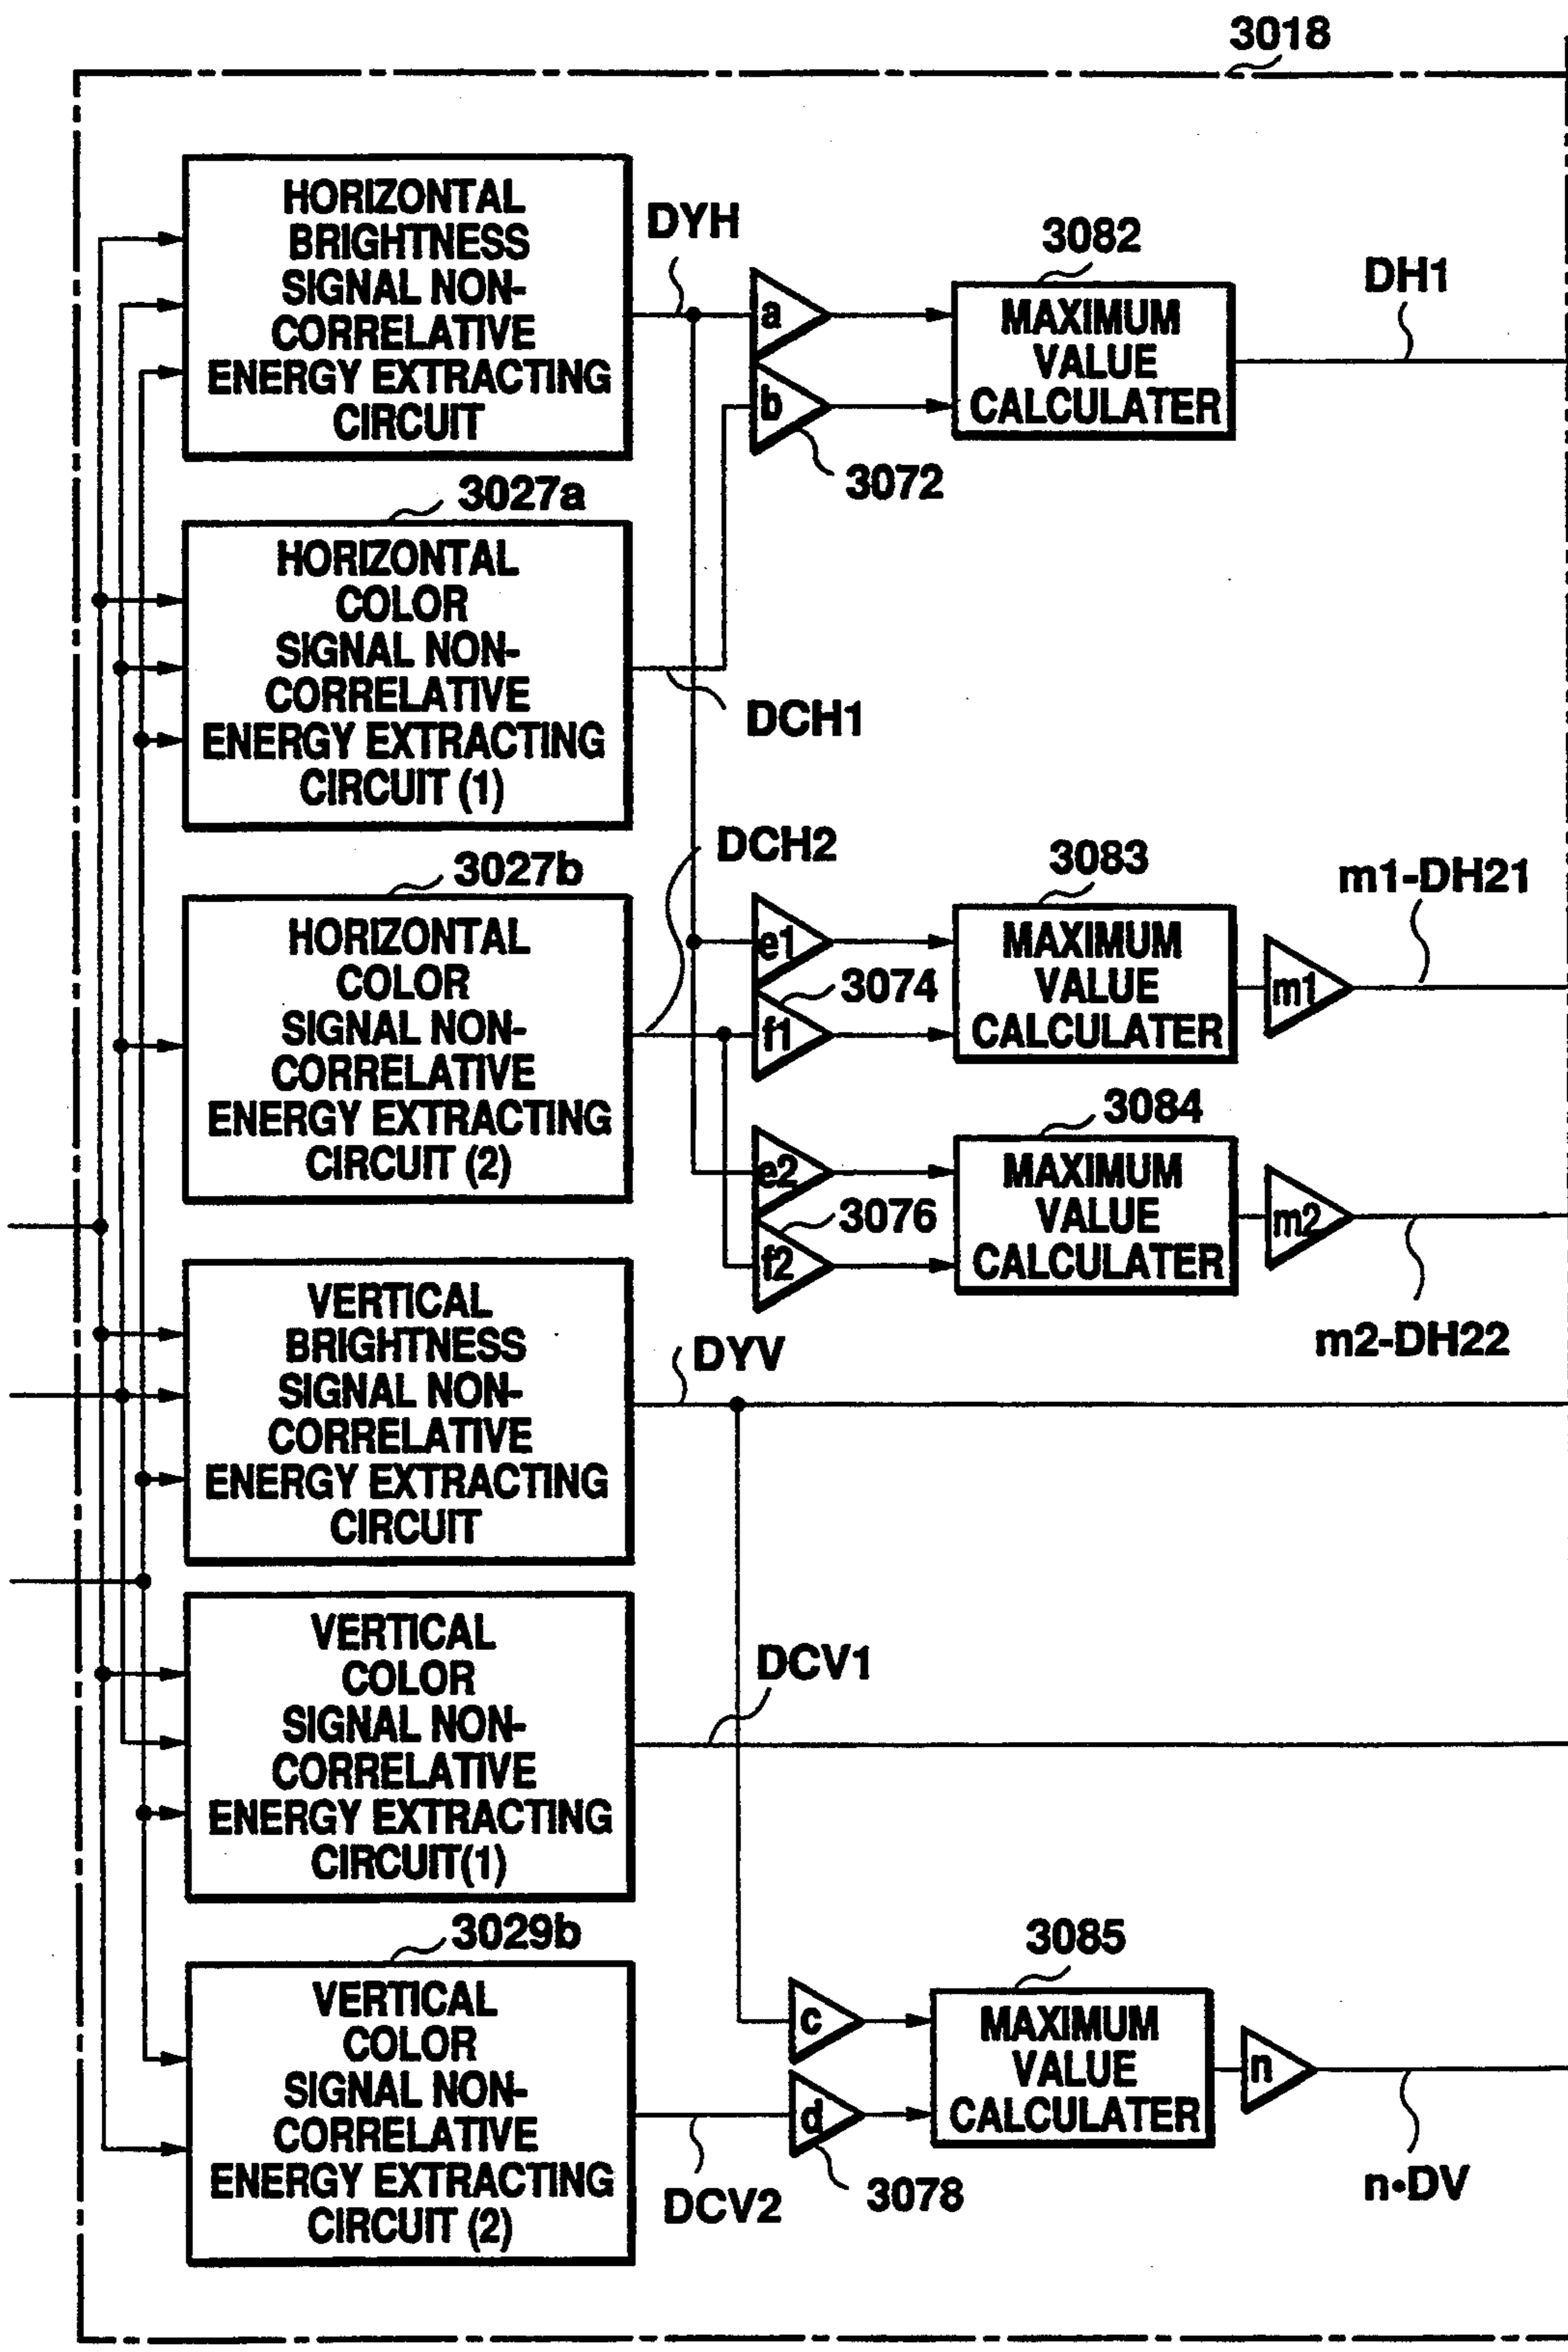 3018
HORIZONTAL
BRIGHTNESS
SIGNAL NON-
CORRELATIVE
ENERGY EXTRACTING
CIRCUIT
DYH
a
b
3072
3082
MAXIMUM
VALUE
CALCULATER
DH1
3027a
HORIZONTAL
COLOR
SIGNAL NON-
CORRELATIVE
ENERGY EXTRACTING
CIRCUIT (1)
DCH1
3027b
HORIZONTAL
COLOR
SIGNAL NON-
CORRELATIVE
ENERGY EXTRACTING
CIRCUIT (2)
DCH2
e1
3074
f1
3083
MAXIMUM
VALUE
CALCULATER
m1
m1-DH21
e2
3076
f2
3084
MAXIMUM
VALUE
CALCULATER
m2
m2-DH22
VERTICAL
BRIGHTNESS
SIGNAL NON-
CORRELATIVE
ENERGY EXTRACTING
CIRCUIT
DYV
VERTICAL
COLOR
SIGNAL NON-
CORRELATIVE
ENERGY EXTRACTING
CIRCUIT(1)
DCV1
3029b
VERTICAL
COLOR
SIGNAL NON-
CORRELATIVE
ENERGY EXTRACTING
CIRCUIT (2)
DCV2
c
d
3078
3085
MAXIMUM
VALUE
CALCULATER
n
n•DV